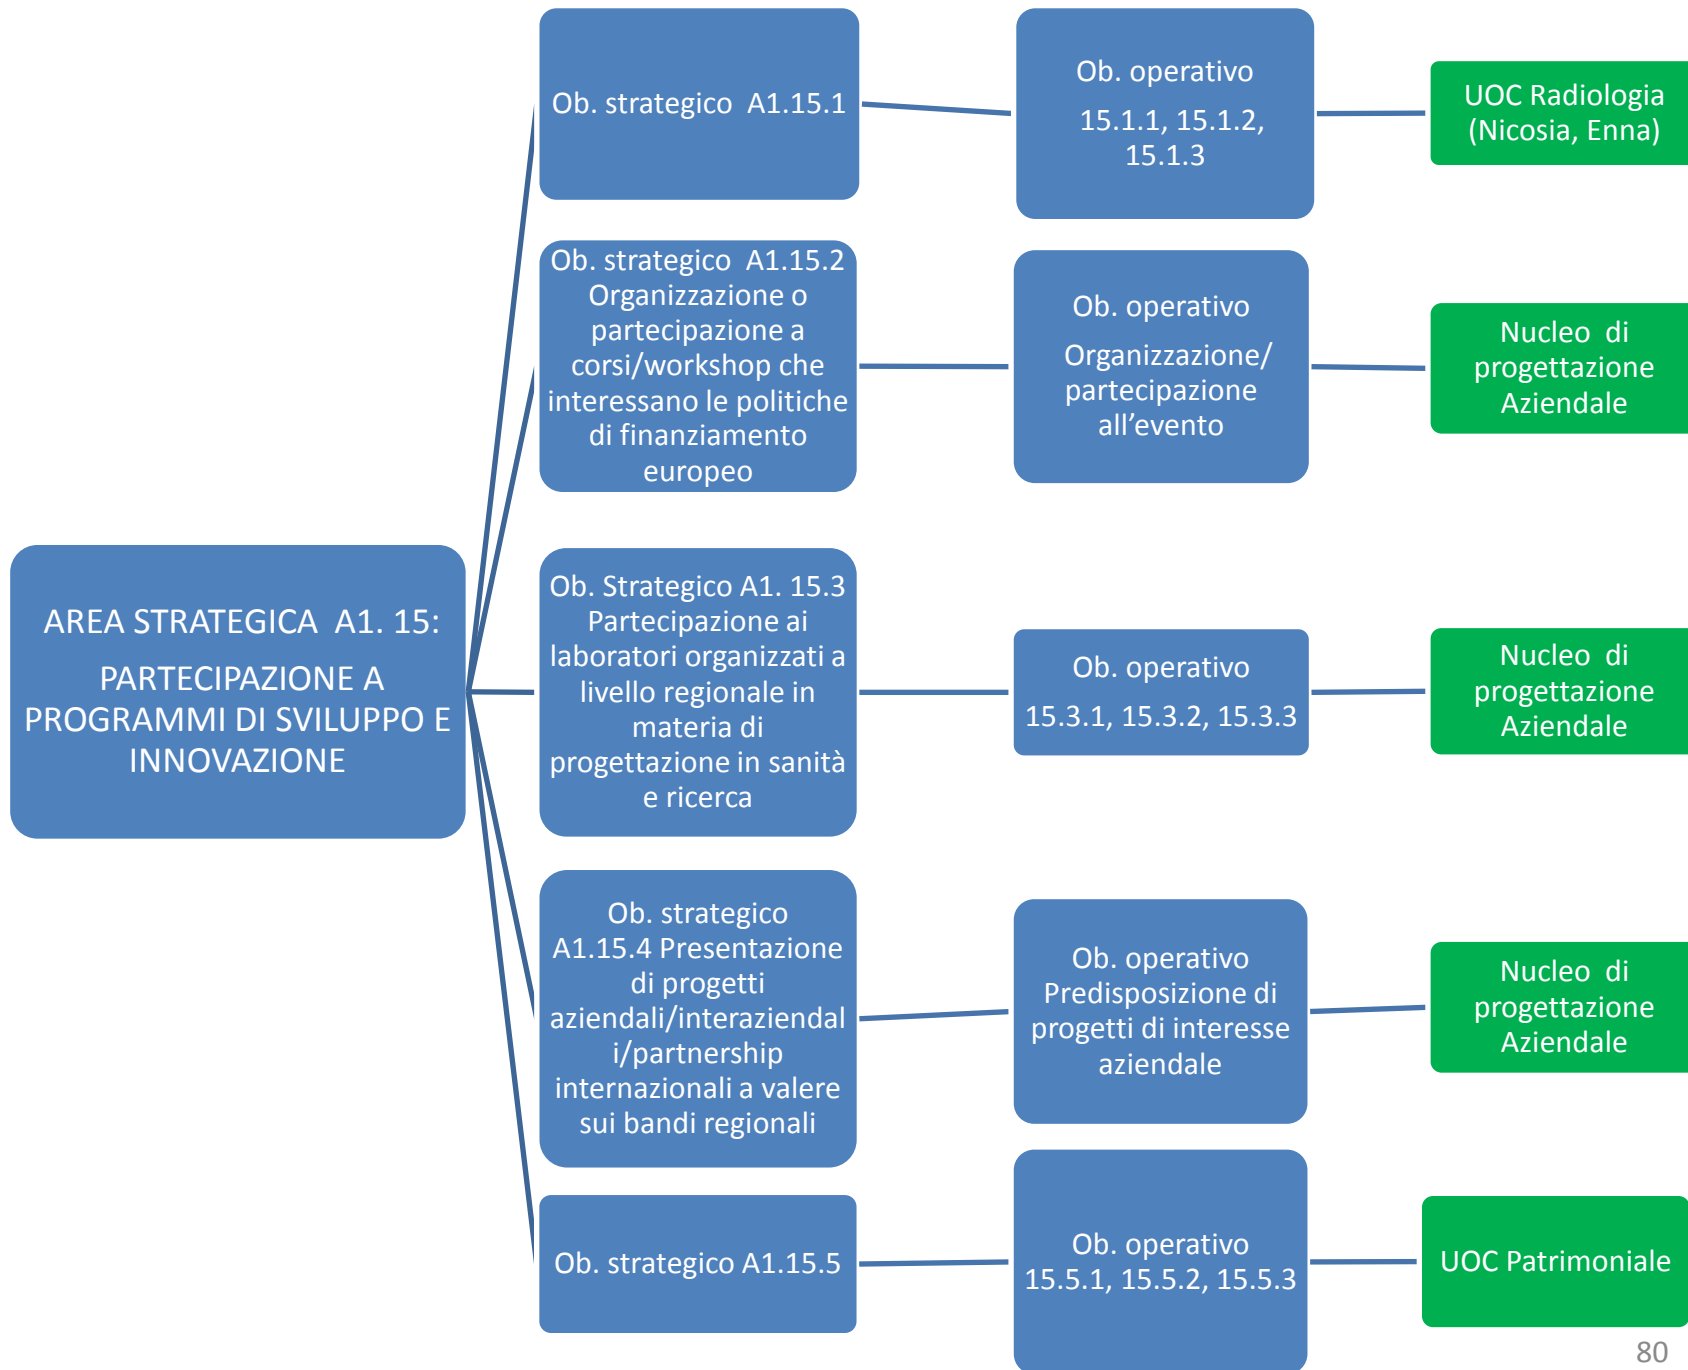 AREA STRATEGICA A1. 15:
PARTECIPAZIONE A
PROGRAMMI DI SVILUPPO E
INNOVAZIONE
Ob. strategico A1.15.1
Ob. operativo
15.1.1, 15.1.2,
15.1.3
UOC Radiologia
(Nicosia, Enna)
Ob. strategico A1.15.2
Organizzazione o
partecipazione a
corsi/workshop che
interessano le politiche
di finanziamento
europeo
Ob. operativo
Organizzazione/
partecipazione
all’evento
Nucleo di
progettazione
Aziendale
Ob. Strategico A1. 15.3
Partecipazione ai
laboratori organizzati a
livello regionale in
materia di
progettazione in sanità
e ricerca
Ob. operativo
15.3.1, 15.3.2, 15.3.3
Nucleo di
progettazione
Aziendale
Ob. strategico
A1.15.4 Presentazione
di progetti
aziendali/interaziendal
i/partnership
internazionali a valere
sui bandi regionali
Ob. operativo
Predisposizione di
progetti di interesse
aziendale
Nucleo di
progettazione
Aziendale
Ob. strategico A1.15.5
Ob. operativo
15.5.1, 15.5.2, 15.5.3
UOC Patrimoniale
80